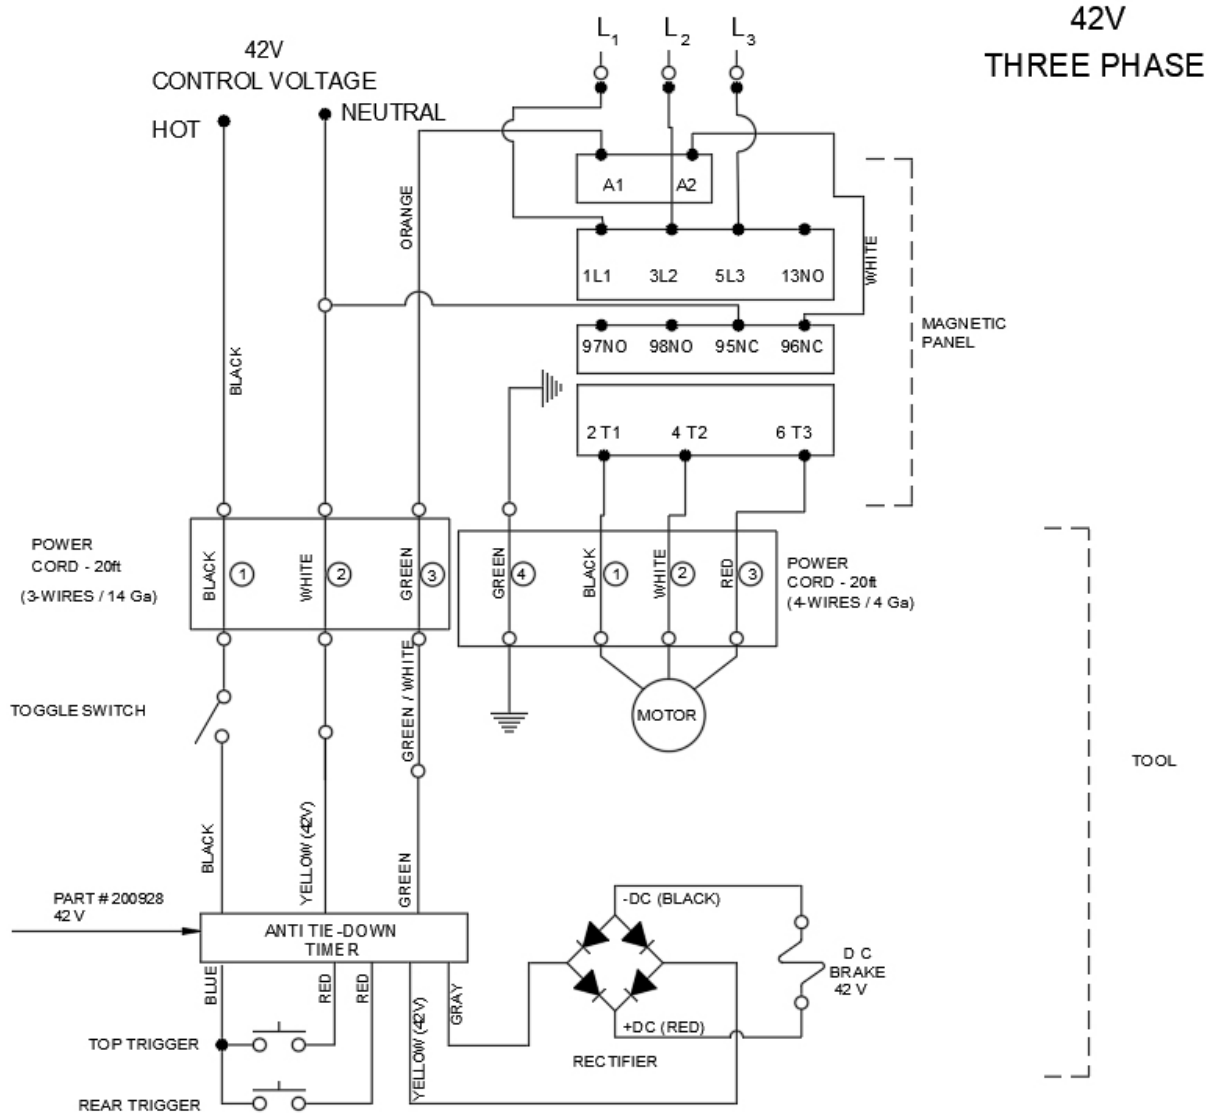 42V
THREE PHASE
L1
L2
L3
42V
CONTROL VOLTAGE
HOT
NEUTRAL
A1
A2
ORANGE
WHITE
1L1
3L2
5L3
13NO
97NO
98NO
95NC
96NC
MAGNETIC
PANEL
BLACK
2 T1
4 T2
6 T3
POWER
CORD - 20ft
(3-WIRES / 14 Ga)
BLACK
1
WHITE
2
GREEN
3
GREEN
4
BLACK
1
WHITE
2
RED
3
POWER
CORD - 20ft
(4-WIRES / 4 Ga)
TOGGLE SWITCH
GREEN / WHITE
MOTOR
TOOL
BLACK
YELLOW (42V)
GREEN
PART # 200928
42 V
ANTI TIE-DOWN
TIMER
-DC (BLACK)
D C
BRAKE
42 V
BLUE
RED
RED
YELLOW (42V)
GRAY
+DC (RED)
RECTIFIER
TOP TRIGGER
REAR TRIGGER